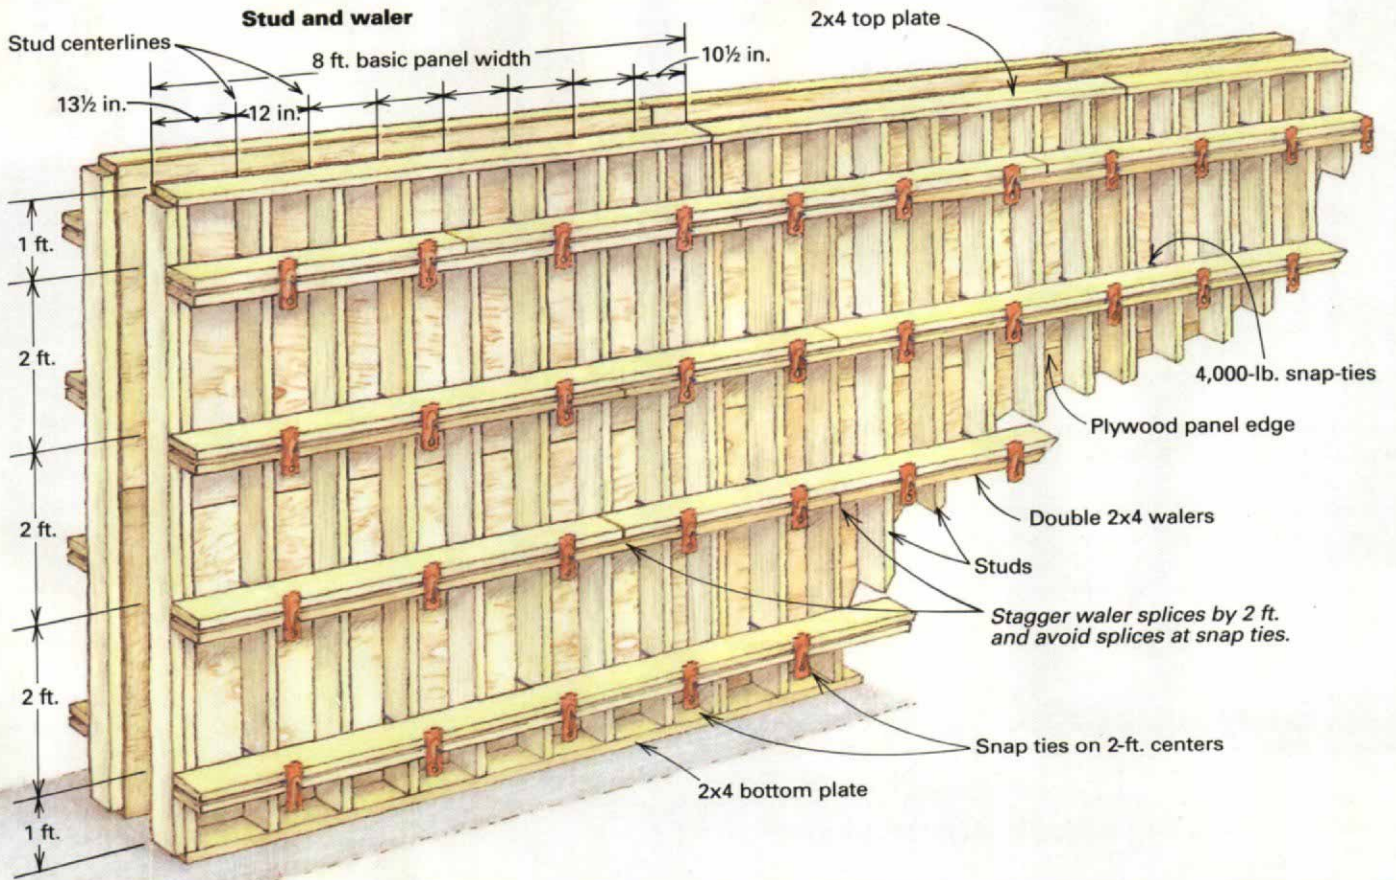 Stud and waler
2x4 top plate
Stud centerlines
8 ft. basic panel width
10½ in.
13½ in.
12 in.
1 ft.
2 ft.
4,000-lb. snap-ties
Plywood panel edge
2 ft.
Double 2x4 walers
Studs
Stagger waler splices by 2 ft.
and avoid splices at snap ties.
2 ft.
Snap ties on 2-ft. centers
2x4 bottom plate
1 ft.